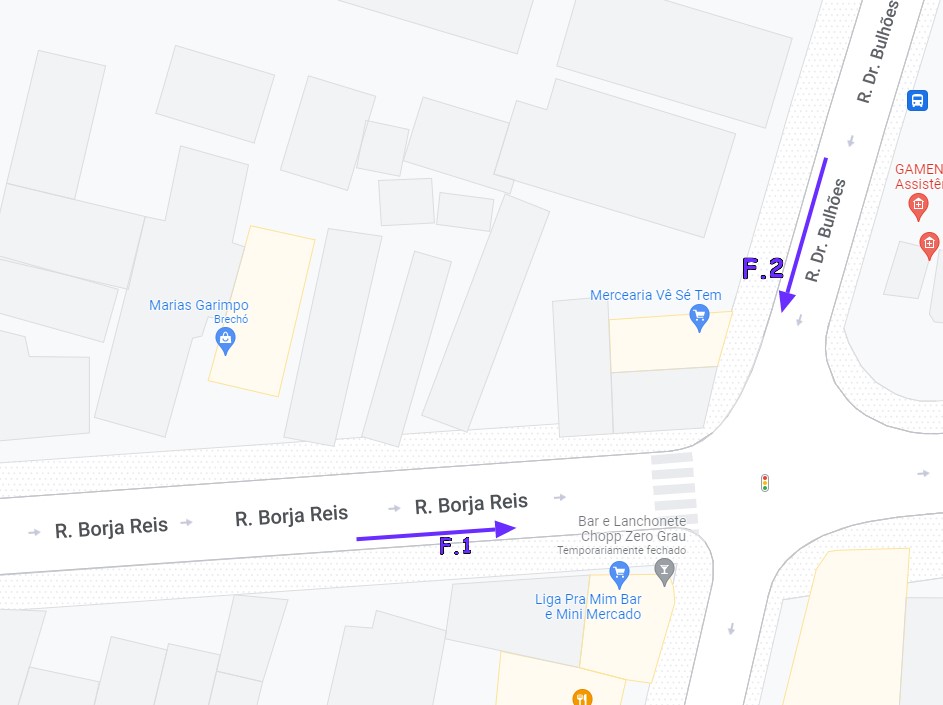 R. Dr. Bulhões
GAMEN
Assistê
R. Dr. Bulhões
F.2
Mercearia Vê Sé Tem
Marias Garimpo
Brechó
R. Borja Reis
R. Borja Reis
R. Borja Reis
F.1
Bar e Lanchonete
Chopp Zero Grau
Temporariamente fechado
Liga Pra Mim Bar
e Mini Mercado